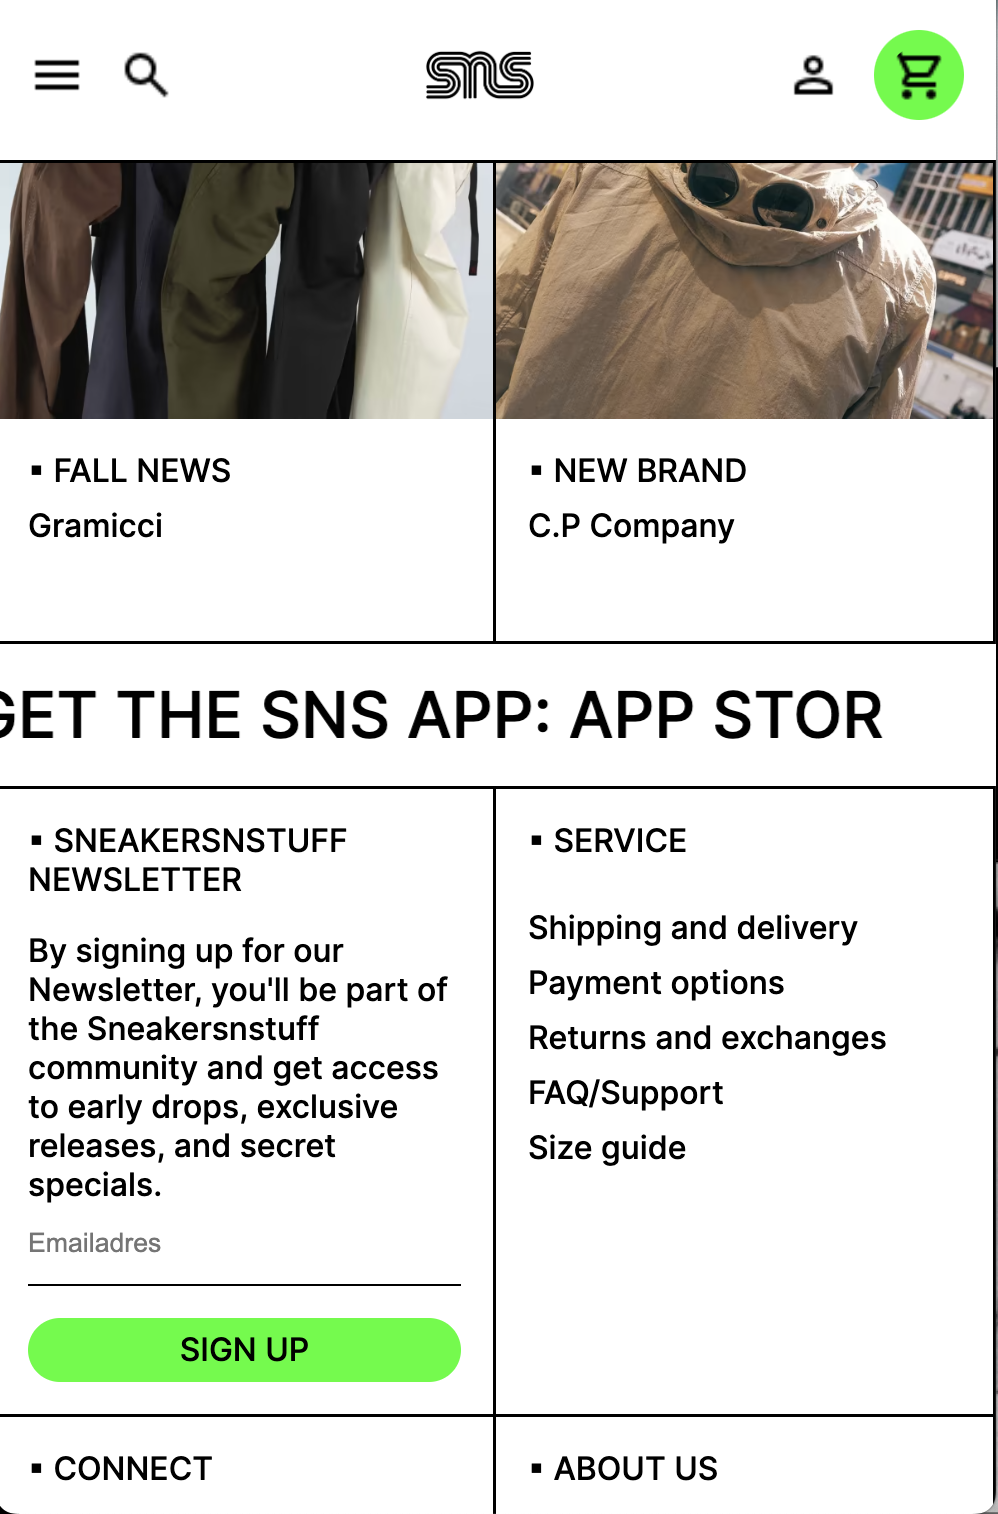 sns
▪ FALL NEWS
Gramicci
▪ NEW BRAND
C.P Company
GET THE SNS APP: APP STOR
▪ SNEAKERSNSTUFF
NEWSLETTER
By signing up for our
Newsletter, you'll be part of
the Sneakersnstuff
community and get access
to early drops, exclusive
releases, and secret
specials.
Emailadres
SIGN UP
▪ SERVICE
Shipping and delivery
Payment options
Returns and exchanges
FAQ/Support
Size guide
▪ CONNECT
▪ ABOUT US